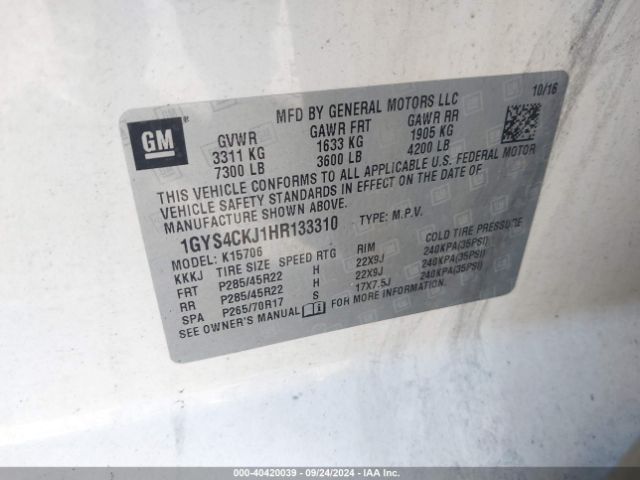 MFD BY GENERAL MOTORS LLC 10/16
GM
GVWR GAWR FRT GAWR RR
3311 KG 1633 KG 1905 KG
7300 LB 3600 LB 4200 LB
THIS VEHICLE CONFORMS TO ALL APPLICABLE U.S. FEDERAL MOTOR
VEHICLE SAFETY STANDARDS IN EFFECT ON THE DATE OF
MANUFACTURE SHOWN ABOVE.
1GYS4CKJ1HR133310 TYPE: M.P.V.
MODEL: K15706
KKKJ TIRE SIZE SPEED RTG RIM COLD TIRE PRESSURE
FRT P285/45R22 H 22X9J 240KPA(35PSI)
RR P285/45R22 H 22X9J 240KPA(35PSI)
SPA P265/70R17 S 17X7.5J 240KPA(35PSI)
SEE OWNER'S MANUAL
000-40420039 - 09/24/2024 - IAA Inc.